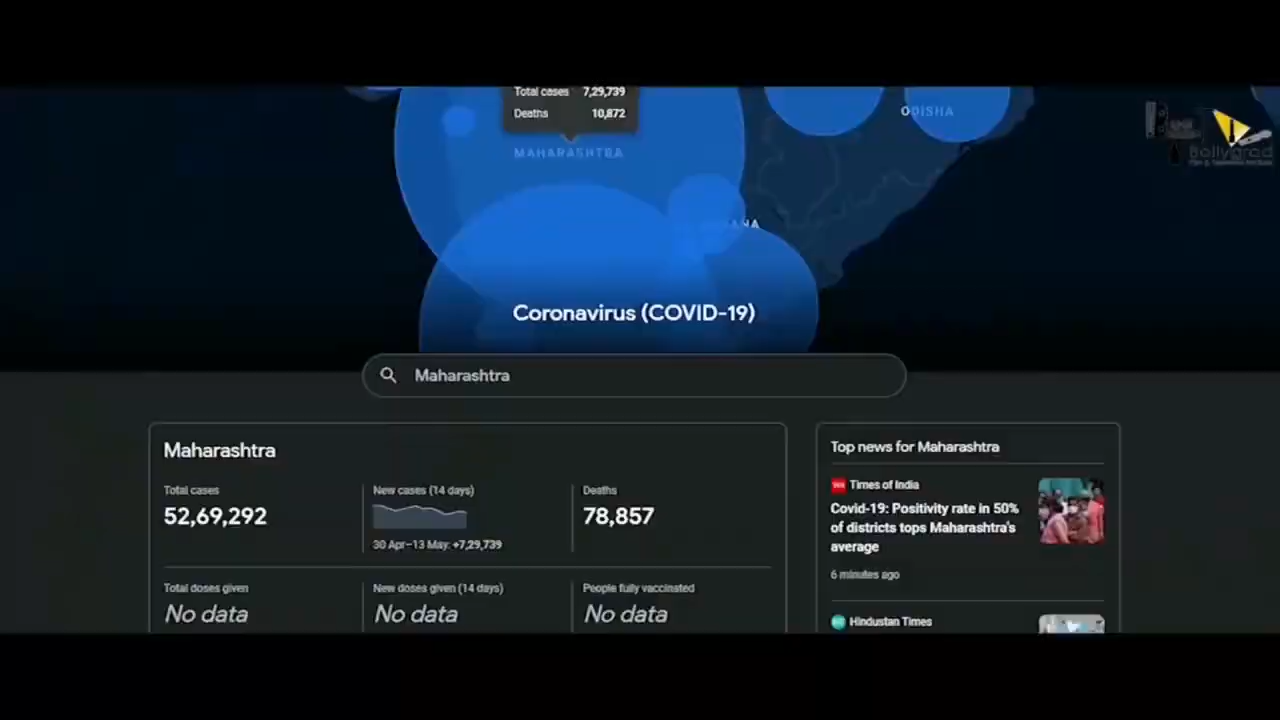 Total cases 7,29,739
Deaths 10,872
ODISHA
MAHARASHTRA
Bollygrad
Coronavirus (COVID-19)
Maharashtra
Maharashtra
Total cases
52,69,292
New cases (14 days)
30 Apr–13 May: +7,29,739
Deaths
78,857
Total doses given
No data
New doses given (14 days)
No data
People fully vaccinated
No data
Top news for Maharashtra
Times of India
Covid-19: Positivity rate in 50%
of districts tops Maharashtra's
average
6 minutes ago
Hindustan Times